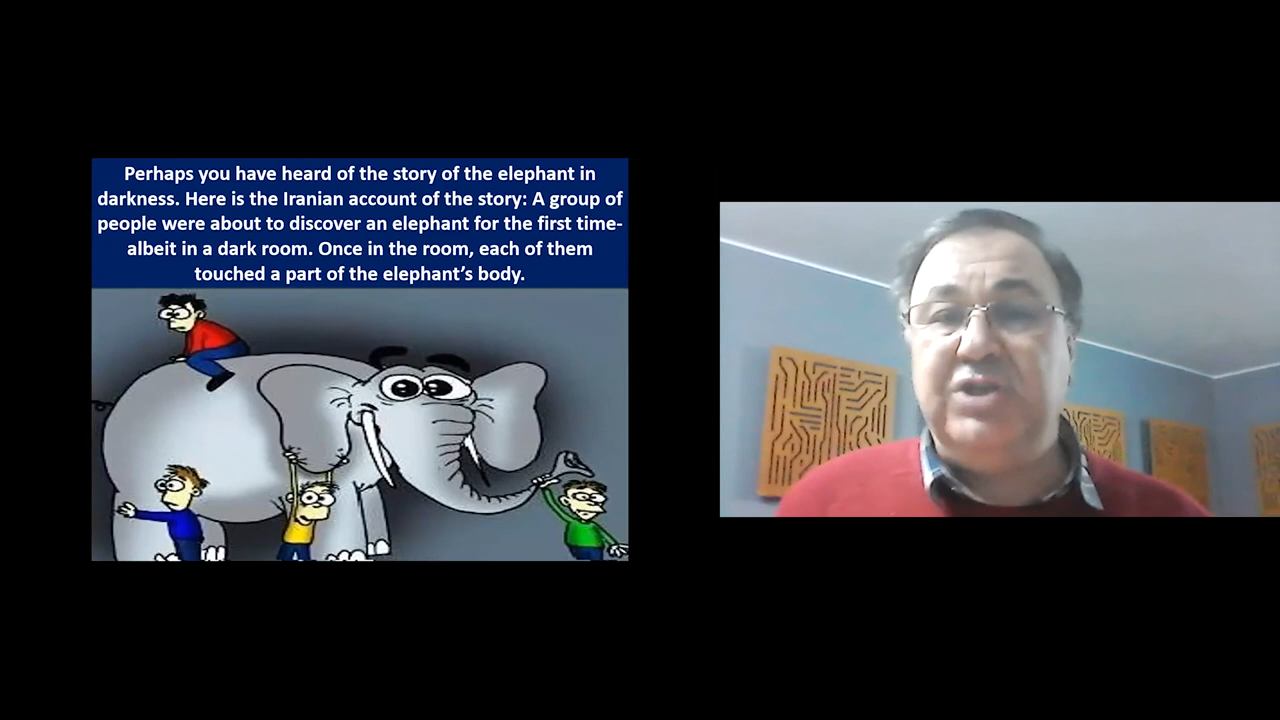 Perhaps you have heard of the story of the elephant in
darkness. Here is the Iranian account of the story: A group of
people were about to discover an elephant for the first time-
albeit in a dark room. Once in the room, each of them
touched a part of the elephant’s body.